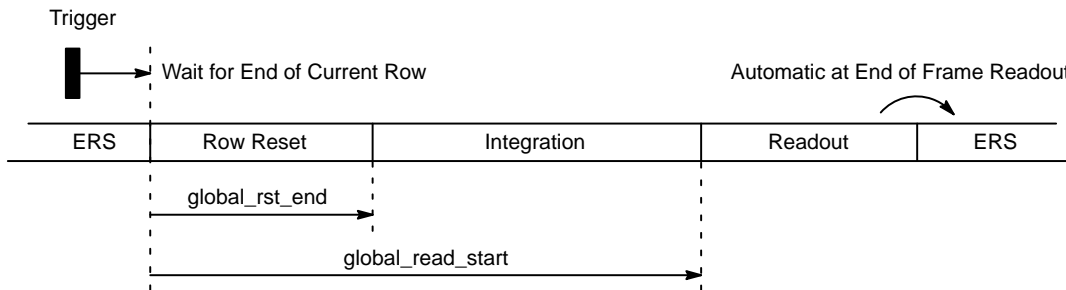 Trigger
Wait for End of Current Row
Automatic at End of Frame Readout
ERS
Row Reset
Integration
Readout
ERS
global_rst_end
global_read_start